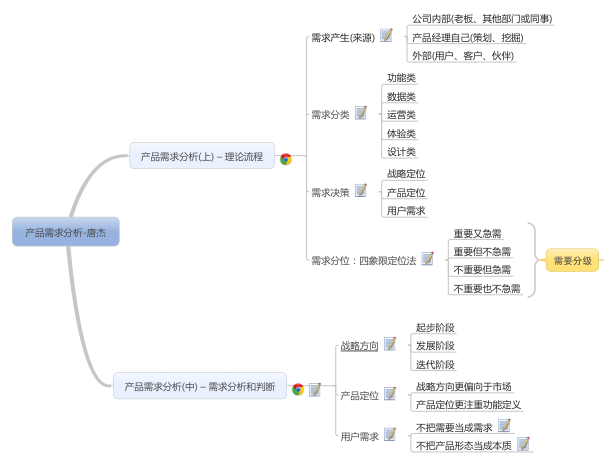 产品需求分析-唐杰
产品需求分析(上) – 理论流程
需求产生(来源)
公司内部(老板、其他部门或同事)
产品经理自己(策划、挖掘)
外部(用户、客户、伙伴)
需求分类
功能类
数据类
运营类
体验类
设计类
需求决策
战略定位
产品定位
用户需求
需求分位：四象限定位法
重要又急需
重要但不急需
不重要但急需
不重要也不急需
需要分级
产品需求分析(中) – 需求分析和判断
战略方向
起步阶段
发展阶段
迭代阶段
产品定位
战略方向更偏向于市场
产品定位更注重功能定义
用户需求
不把需要当成需求
不把产品形态当成本质